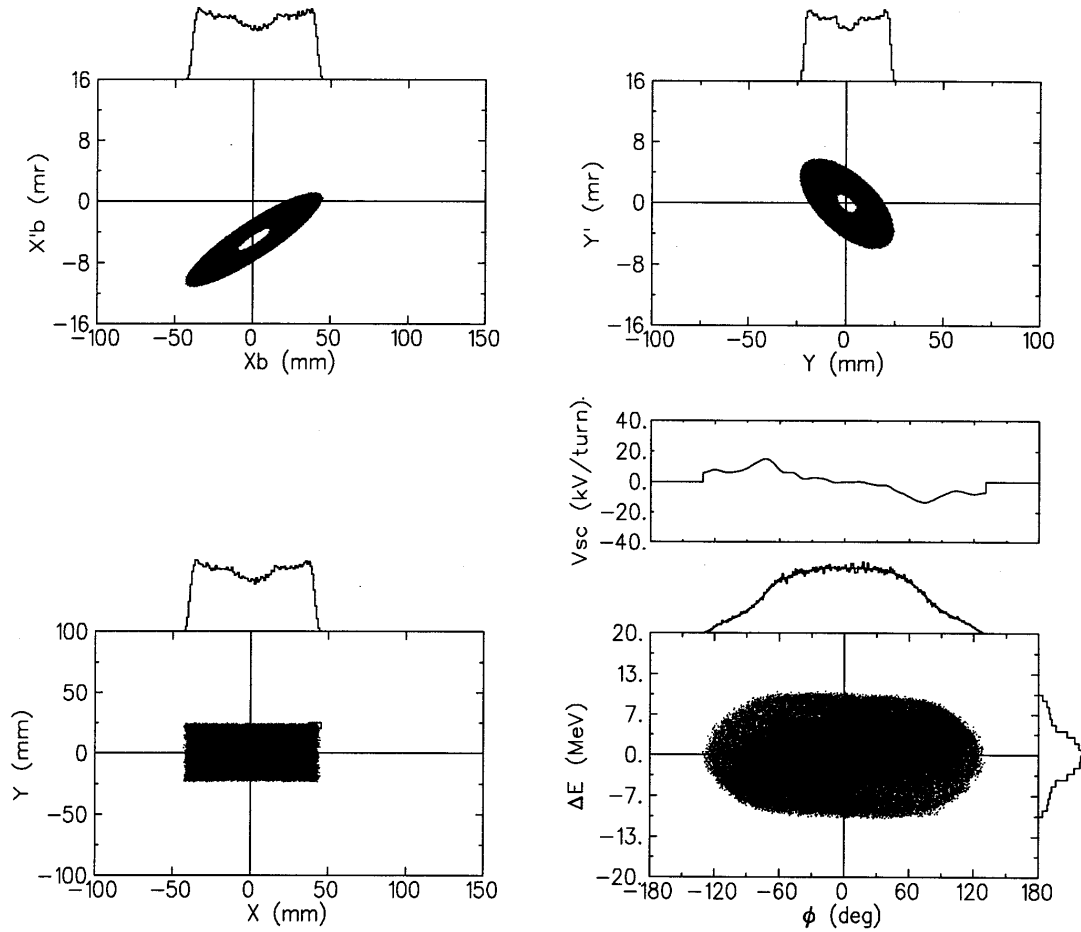 16
8
0
−8
−16
X'b (mr)
−100 −50 0 50 100 150
Xb (mm)
16
8
0
−8
−16
Y' (mr)
−100 −50 0 50 100
Y (mm)
40.
20.
0.
−20.
−40.
Vsc (kV/turn)
100
50
0
−50
−100
Y (mm)
−100 −50 0 50 100 150
X (mm)
20.
13.
7.
0.
−7.
−13.
−20.
ΔE (MeV)
−180 −120 −60 0 60 120 180
ϕ (deg)